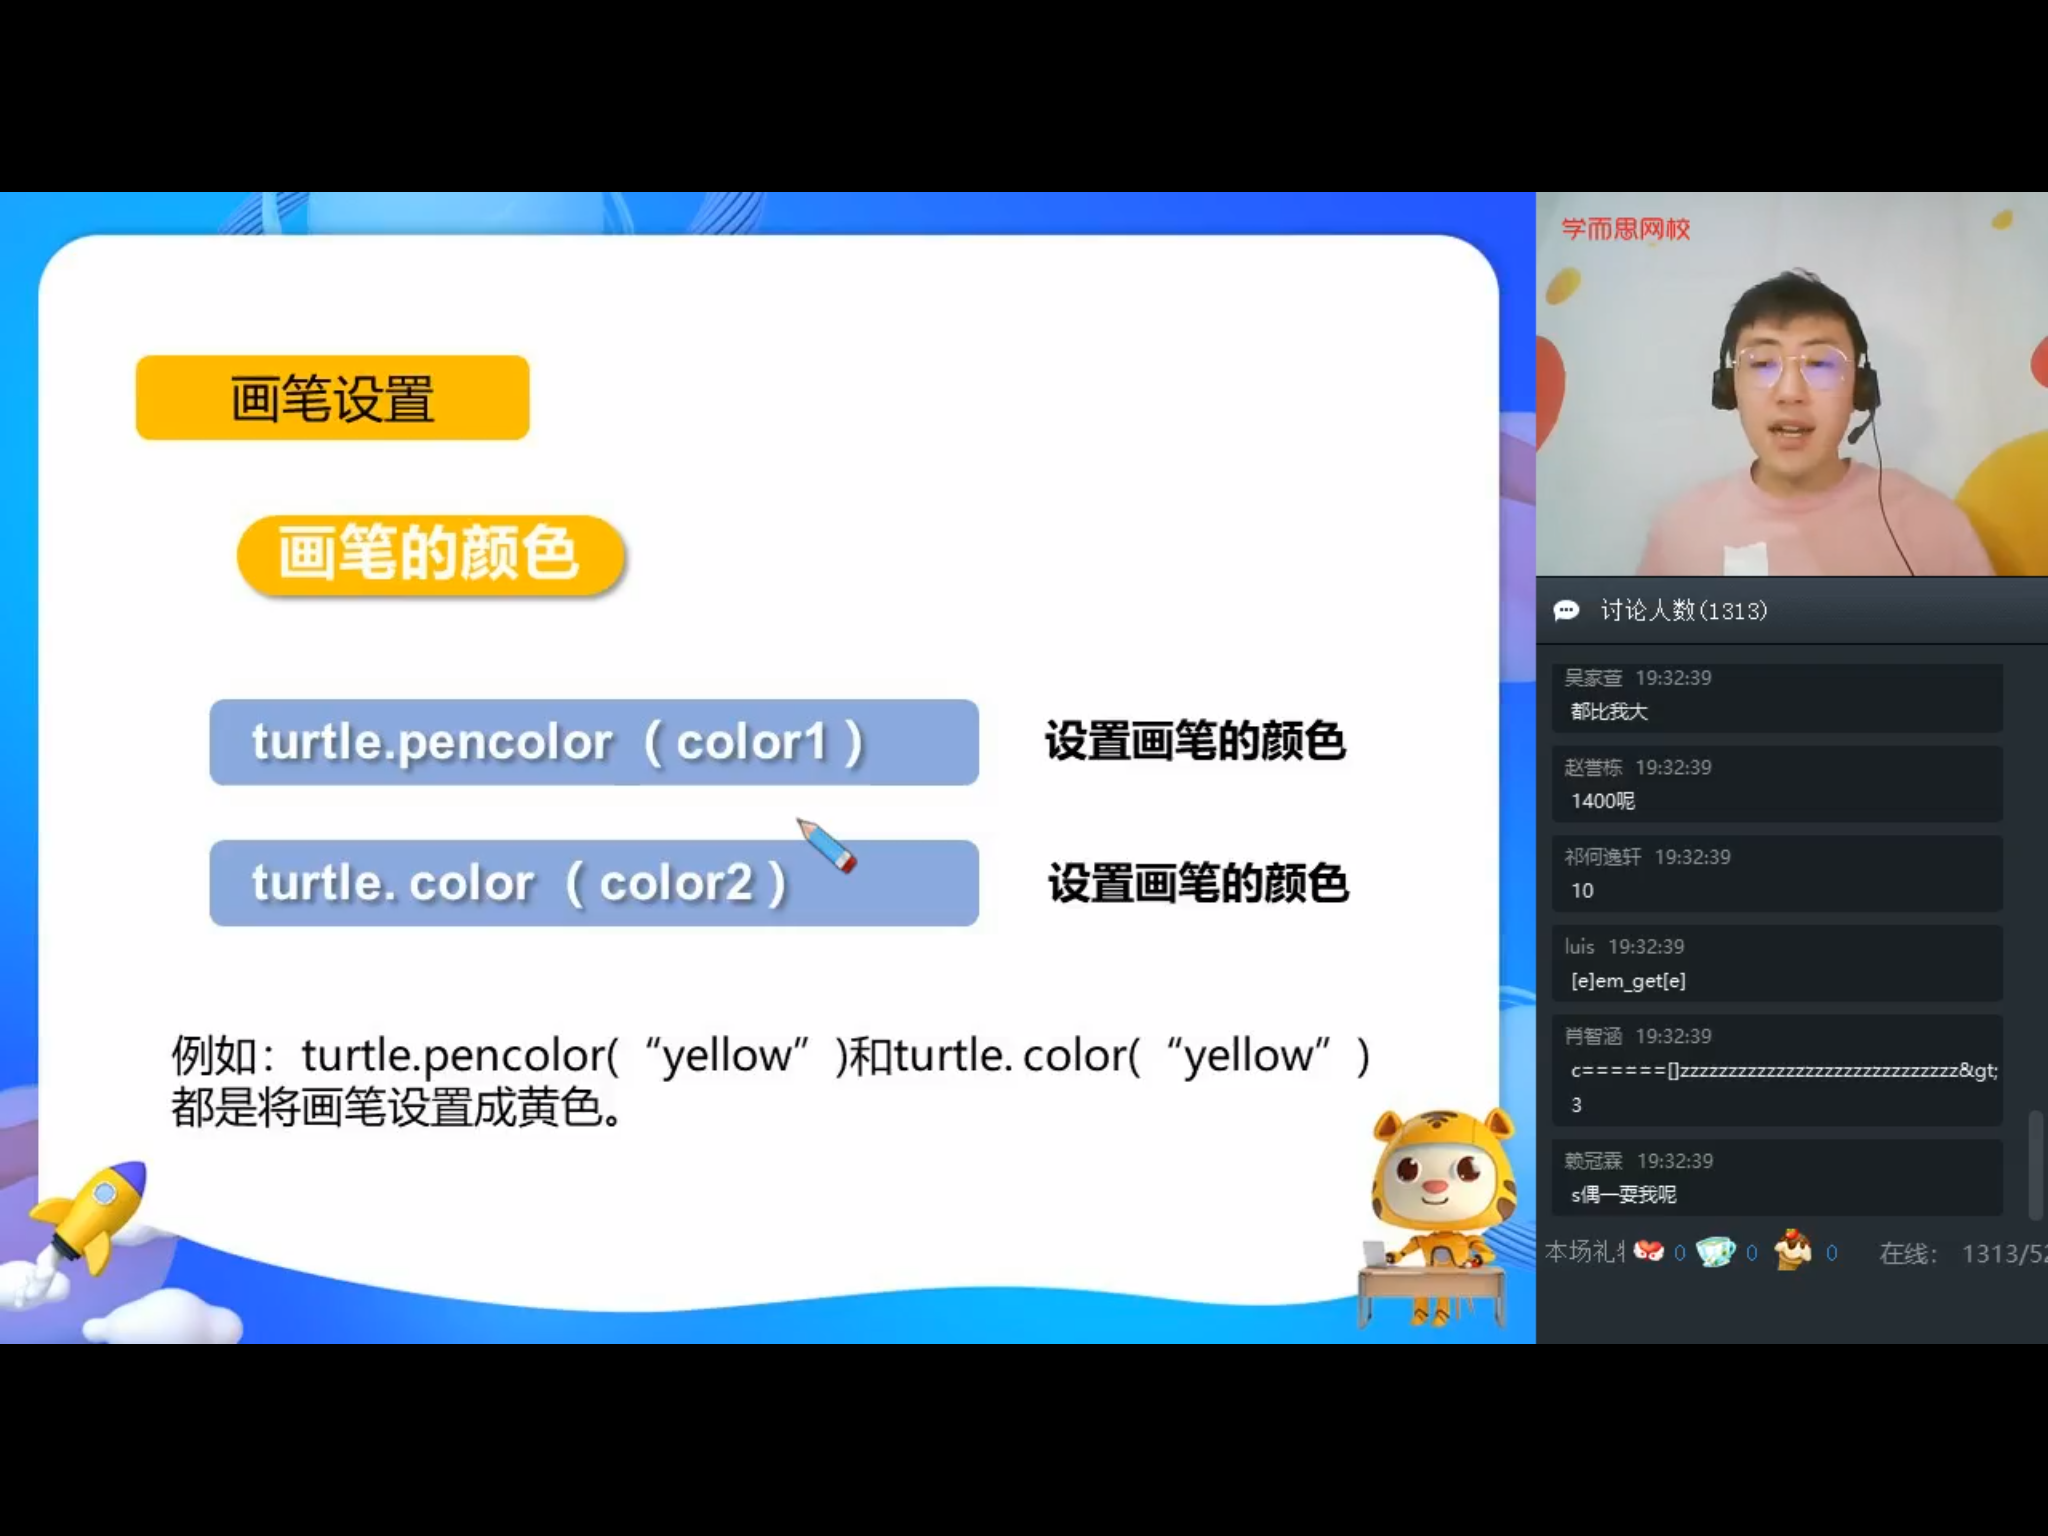 画笔设置
画笔的颜色
turtle.pencolor（color1）
设置画笔的颜色
turtle. color（color2）
设置画笔的颜色
例如：turtle.pencolor(“yellow”)和turtle. color(“yellow”)
都是将画笔设置成黄色。
学而思网校
讨论人数(1313)
吴家萱 19:32:39
都比我大
赵誉栋 19:32:39
1400呢
祁何逸轩 19:32:39
10
luis 19:32:39
[e]em_get[e]
肖智涵 19:32:39
c======[]zzzzzzzzzzzzzzzzzzzzzzzzzzzzz&gt;
3
赖冠霖 19:32:39
s偶一耍我呢
本场礼 0 0 0 在线： 1313/52